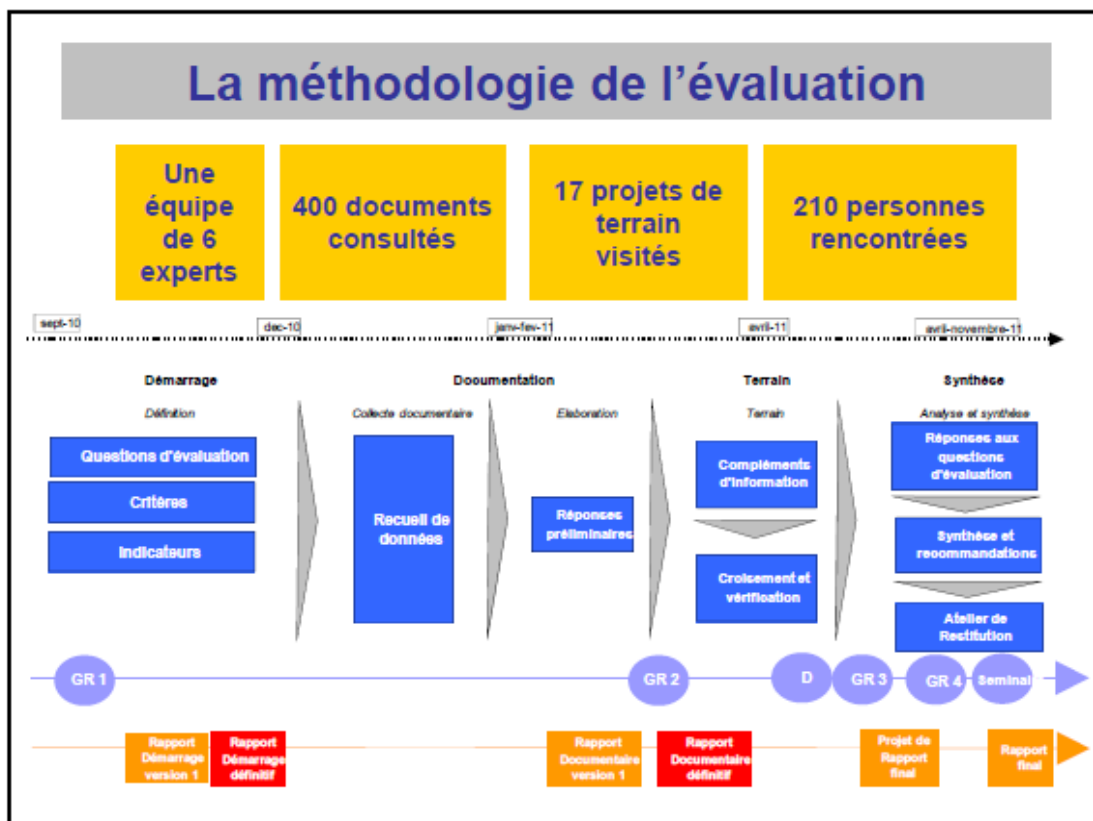 La méthodologie de l'évaluation
Une
équipe
de 6
experts
400 documents
consultés
17 projets de
terrain
visités
210 personnes
rencontrées
sept-10
dec-10
janv-fev-11
avril-11
avril-novembre-11
Démarrage
Documentation
Terrain
Synthèse
Définition
Collecte documentaire
Elaboration
Terrain
Analyse et synthèse
Questions d'évaluation
Critères
Indicateurs
Recueil de
données
Réponses
préliminaires
Compléments
d'information
Croisement et
vérification
Réponses aux
questions
d'évaluation
Synthèse et
recommandations
Atelier de
Restitution
GR 1
GR 2
D
GR 3
GR 4
Seminai
Rapport
Démarrage
version 1
Rapport
Démarrage
définitif
Rapport
Documentaire
version 1
Rapport
Documentaire
définitif
Projet de
Rapport
final
Rapport
final